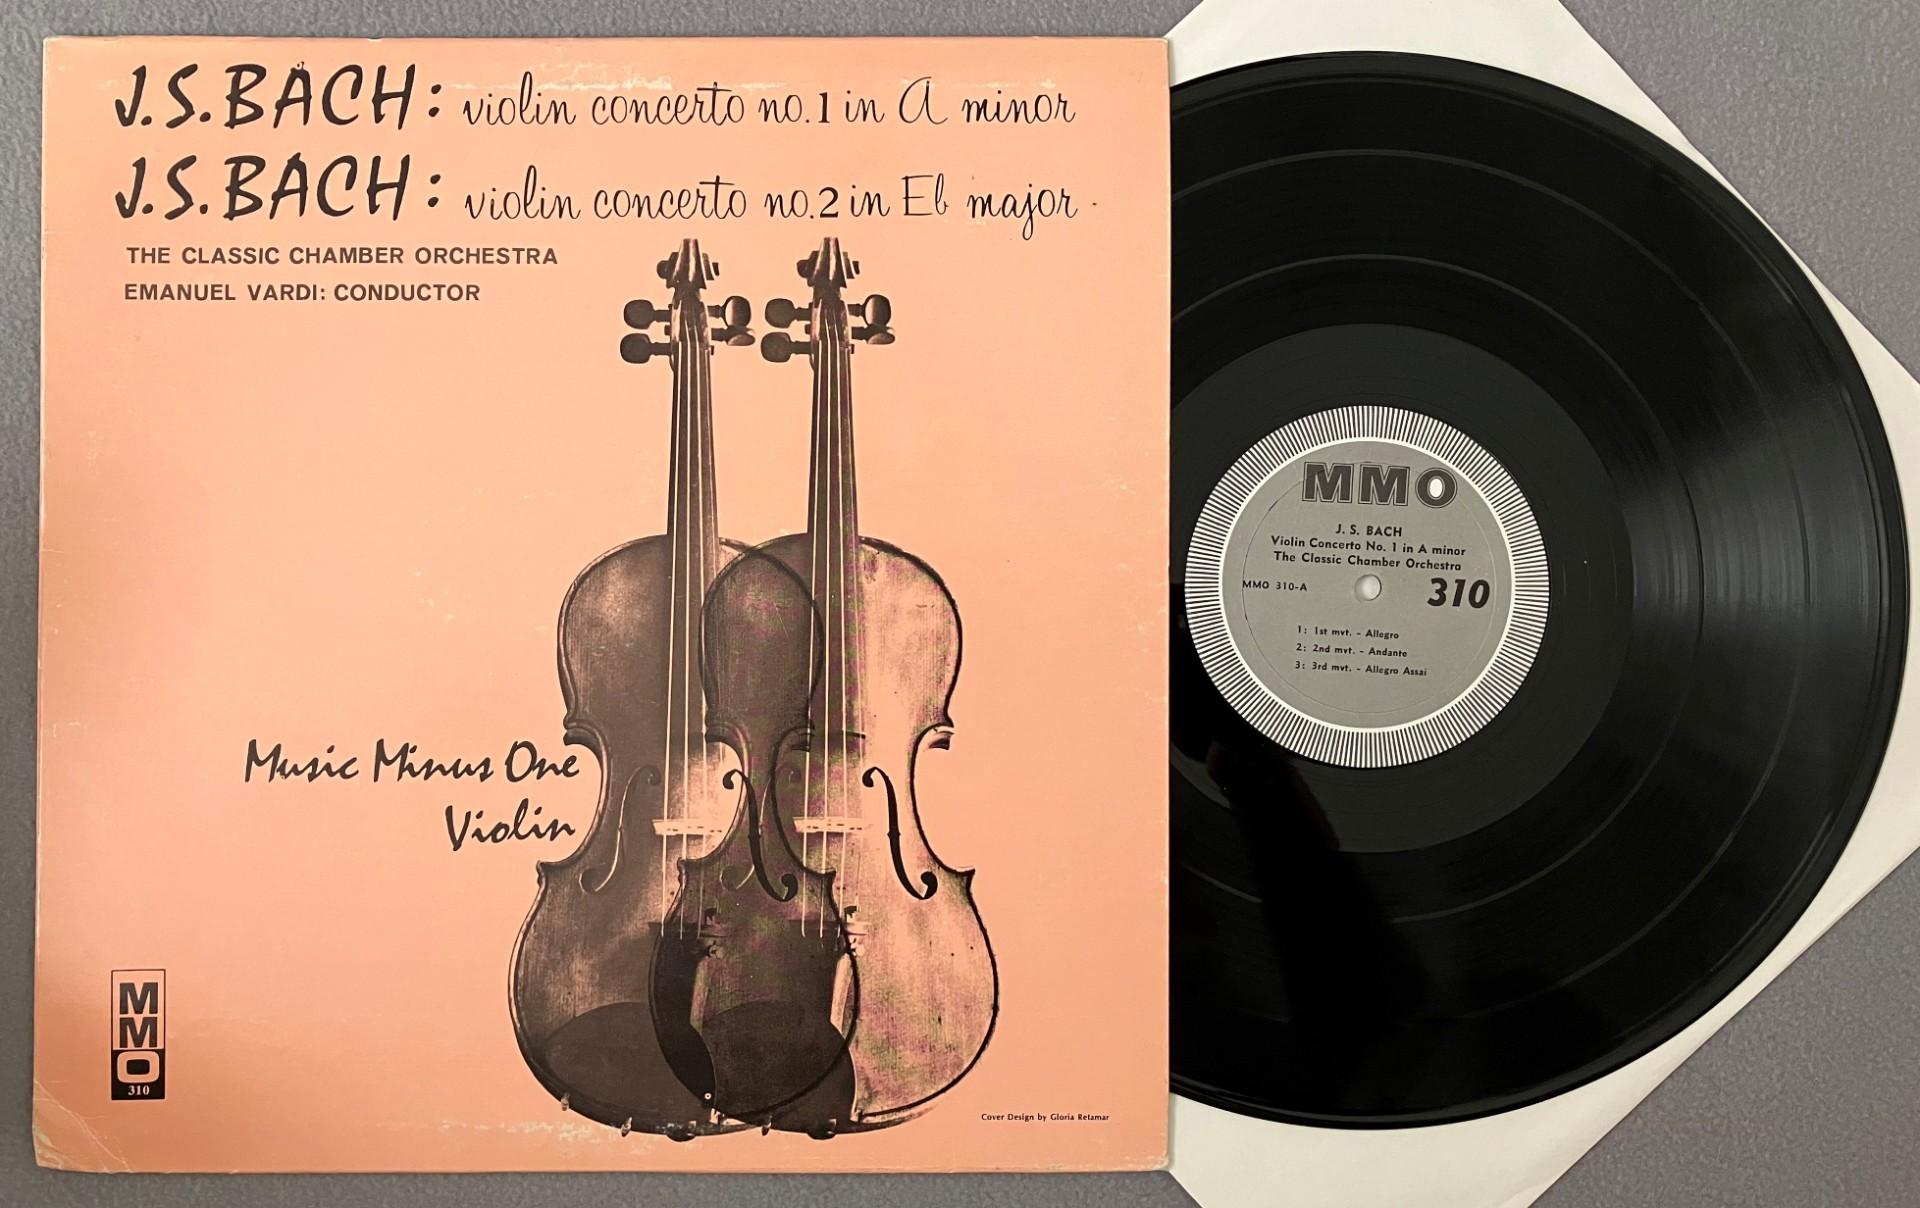 J.S.BACH: violin concerto no.1 in A minor
J.S.BACH: violin concerto no.2 in Eb major
THE CLASSIC CHAMBER ORCHESTRA
EMANUEL VARDI: CONDUCTOR
Music Minus One
Violin
M
M
O
310
Cover Design by Gloria Retamar
MMO
J. S. BACH
Violin Concerto No. 1 in A minor
The Classic Chamber Orchestra
MMO 310-A
310
1: 1st mvt. - Allegro
2: 2nd mvt. - Andante
3: 3rd mvt. - Allegro Assai